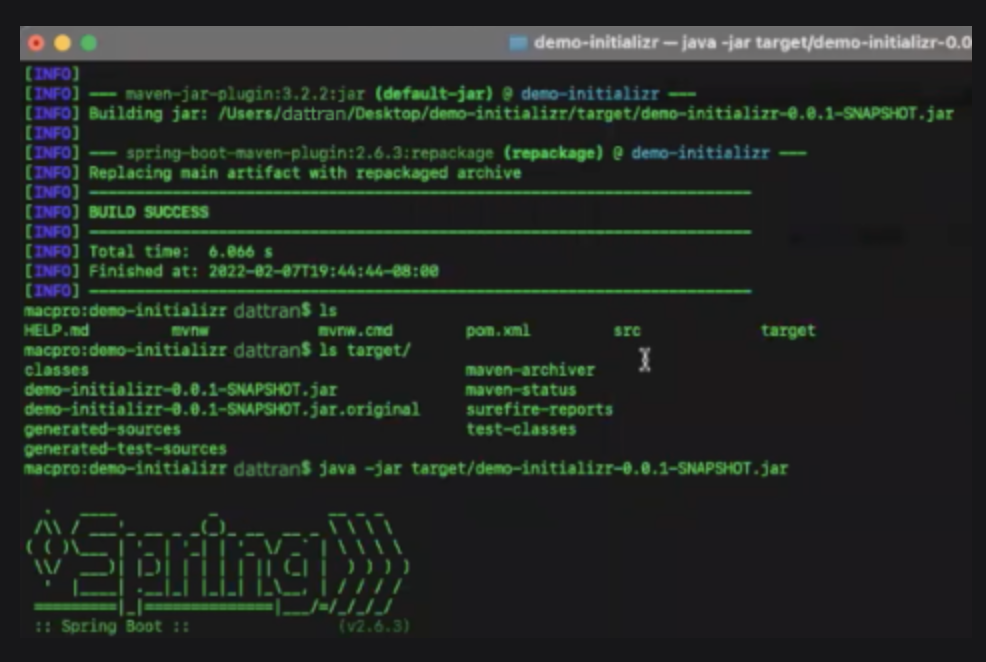 demo-initializr — java -jar target/demo-initializr-0.0
[INFO]
[INFO] --- maven-jar-plugin:3.2.2:jar (default-jar) @ demo-initializr ---
[INFO] Building jar: /Users/dattran/Desktop/demo-initializr/target/demo-initializr-0.0.1-SNAPSHOT.jar
[INFO]
[INFO] --- spring-boot-maven-plugin:2.6.3:repackage (repackage) @ demo-initializr ---
[INFO] Replacing main artifact with repackaged archive
[INFO] ------------------------------------------------------------------------
[INFO] BUILD SUCCESS
[INFO] ------------------------------------------------------------------------
[INFO] Total time:  6.066 s
[INFO] Finished at: 2022-02-07T19:44:44-08:00
[INFO] ------------------------------------------------------------------------
macpro:demo-initializr dattran$ ls
HELP.md mvnw mvnw.cmd pom.xml src target
macpro:demo-initializr dattran$ ls target/
classes maven-archiver
demo-initializr-0.0.1-SNAPSHOT.jar maven-status
demo-initializr-0.0.1-SNAPSHOT.jar.original surefire-reports
generated-sources test-classes
generated-test-sources
macpro:demo-initializr dattran$ java -jar target/demo-initializr-0.0.1-SNAPSHOT.jar
Spring
:: Spring Boot :: (v2.6.3)